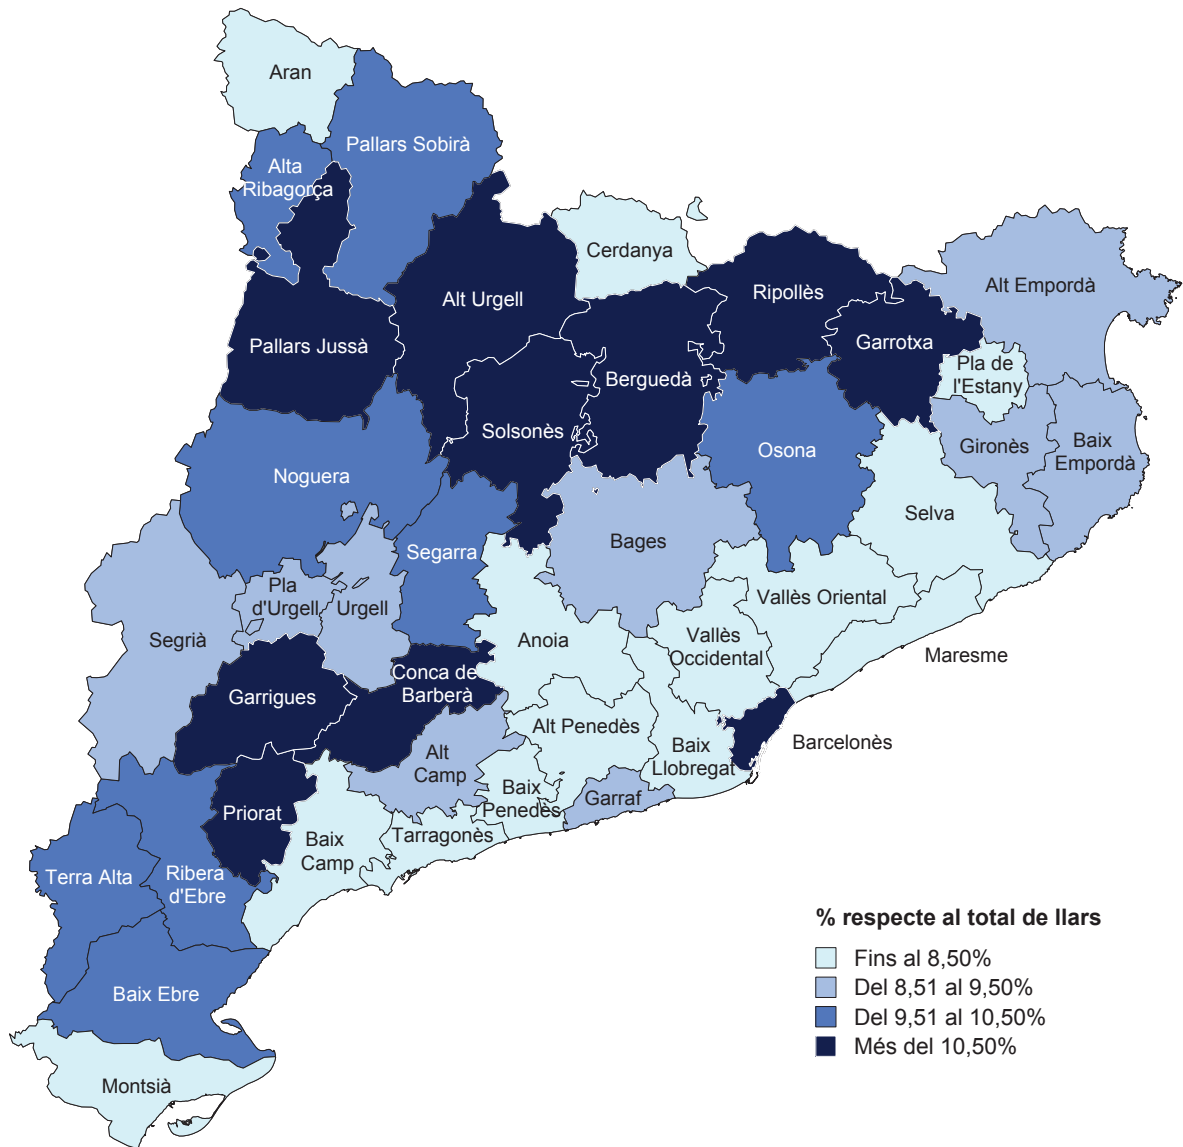 Aran
Pallars Sobirà
Alta
Ribagorça
Cerdanya
Alt Urgell
Ripollès
Alt Empordà
Garrotxa
Pallars Jussà
Pla de
l'Estany
Berguedà
Solsonès
Osona
Gironès
Baix
Empordà
Noguera
Selva
Bages
Segarra
Pla
d'Urgell
Urgell
Vallès Oriental
Segrià
Anoia
Vallès
Occidental
Maresme
Conca de
Barberà
Garrigues
Alt Penedès
Barcelonès
Alt
Camp
Baix
Llobregat
Baix
Penedès
Garraf
Priorat
Baix
Camp
Tarragonès
Terra Alta
Ribera
d'Ebre
% respecte al total de llars
Fins al 8,50%
Del 8,51 al 9,50%
Del 9,51 al 10,50%
Més del 10,50%
Baix Ebre
Montsià